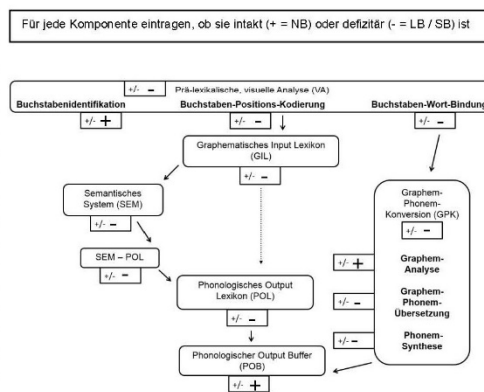 Für jede Komponente eintragen, ob sie intakt (+ = NB) oder defizitär (- = LB / SB) ist
+/- –
Prä-lexikalische, visuelle Analyse (VA)
Buchstabenidentifikation
Buchstaben-Positions-Kodierung
Buchstaben-Wort-Bindung
+/- +
+/- –
+/- –
Graphematisches Input Lexikon
(GIL)
+/- –
Semantisches
System (SEM)
+/- –
Graphem-
Phonem-
Konversion (GPK)
+/- –
SEM – POL
+/- –
+/- +
Graphem-
Analyse
Phonologisches Output
Lexikon (POL)
+/- –
+/- –
Graphem-
Phonem-
Übersetzung
+/- –
Phonem-
Synthese
Phonologischer Output Buffer
(POB)
+/- +